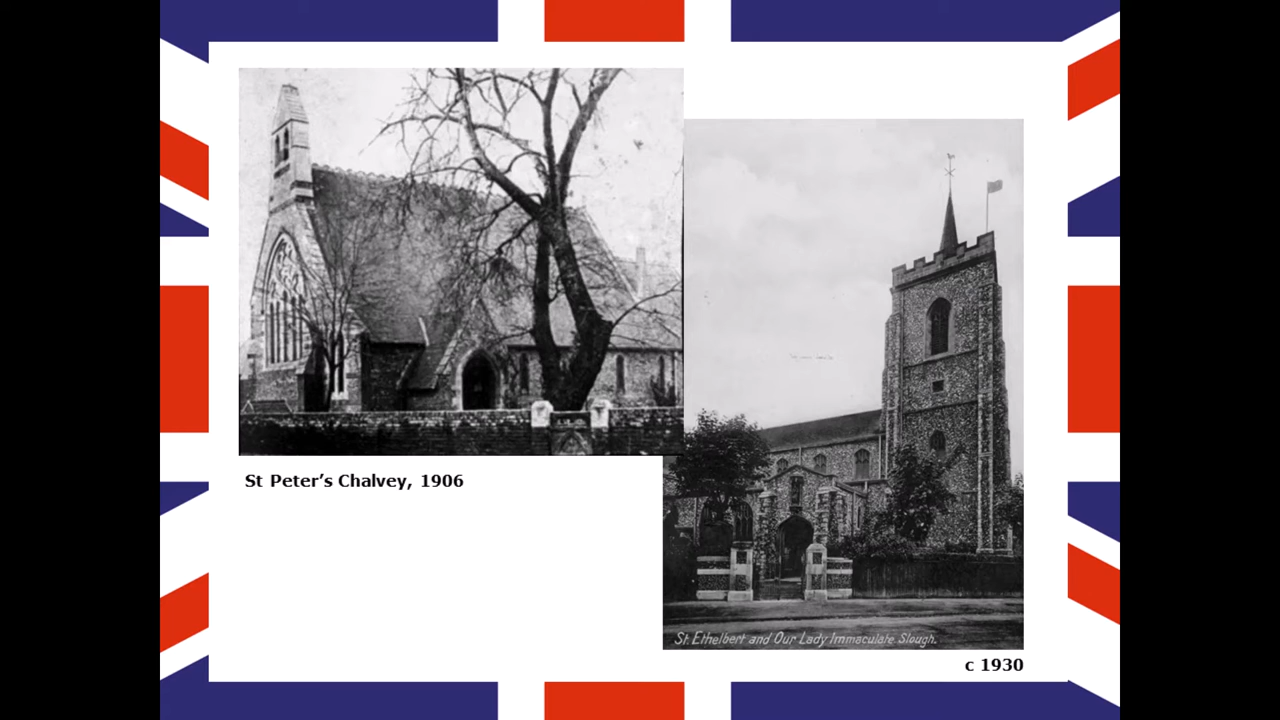 St Peter’s Chalvey, 1906
St. Ethelbert and Our Lady Immaculate Slough.
c 1930